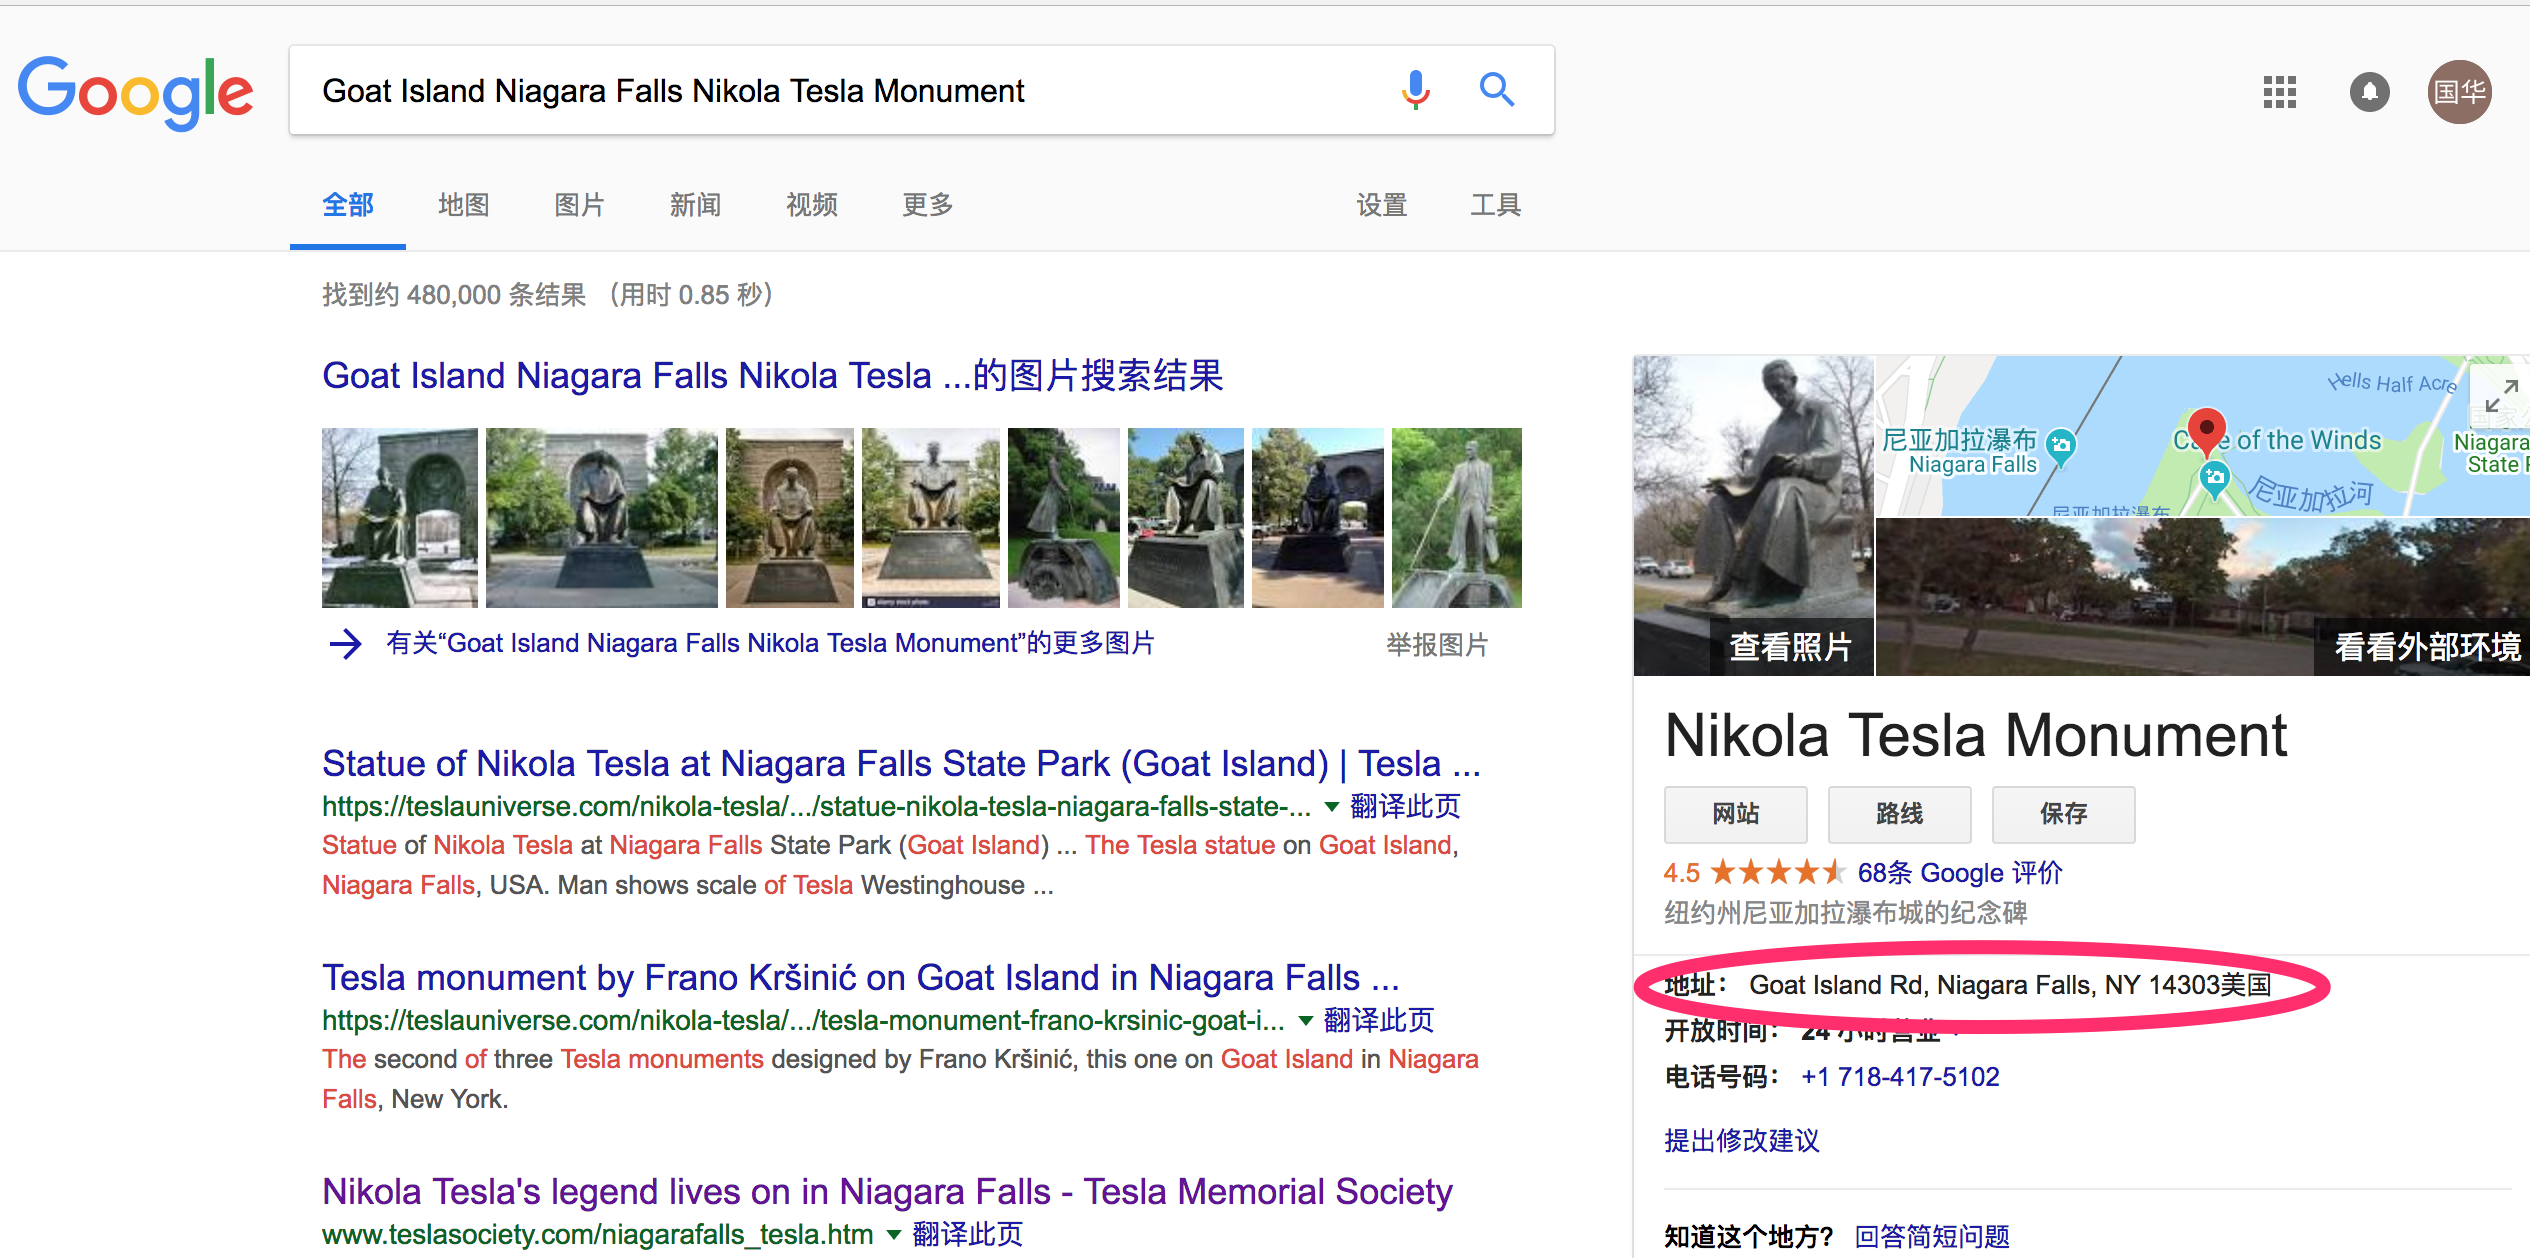 Google
Goat Island Niagara Falls Nikola Tesla Monument
国华
全部 地图 图片 新闻 视频 更多 设置 工具
找到约 480,000 条结果 （用时 0.85 秒）
Goat Island Niagara Falls Nikola Tesla ...的图片搜索结果
有关“Goat Island Niagara Falls Nikola Tesla Monument”的更多图片
举报图片
Statue of Nikola Tesla at Niagara Falls State Park (Goat Island) | Tesla ...
https://teslauniverse.com/nikola-tesla/.../statue-nikola-tesla-niagara-falls-state-... 翻译此页
Statue of Nikola Tesla at Niagara Falls State Park (Goat Island) ... The Tesla statue on Goat Island,
Niagara Falls, USA. Man shows scale of Tesla Westinghouse ...
Tesla monument by Frano Kršinić on Goat Island in Niagara Falls ...
https://teslauniverse.com/nikola-tesla/.../tesla-monument-frano-krsinic-goat-i... 翻译此页
The second of three Tesla monuments designed by Frano Kršinić, this one on Goat Island in Niagara
Falls, New York.
Nikola Tesla's legend lives on in Niagara Falls - Tesla Memorial Society
www.teslasociety.com/niagarafalls_tesla.htm 翻译此页
Hells Half Acre
尼亚加拉瀑布
Niagara Falls
of the Winds
Niagara
State
尼亚加拉河
尼亚加拉瀑布
查看照片
看看外部环境
Nikola Tesla Monument
网站 路线 保存
4.5 68条 Google 评价
纽约州尼亚加拉瀑布城的纪念碑
地址： Goat Island Rd, Niagara Falls, NY 14303美国
开放时间： 24 小时营业
电话号码： +1 718-417-5102
提出修改建议
知道这个地方? 回答简短问题